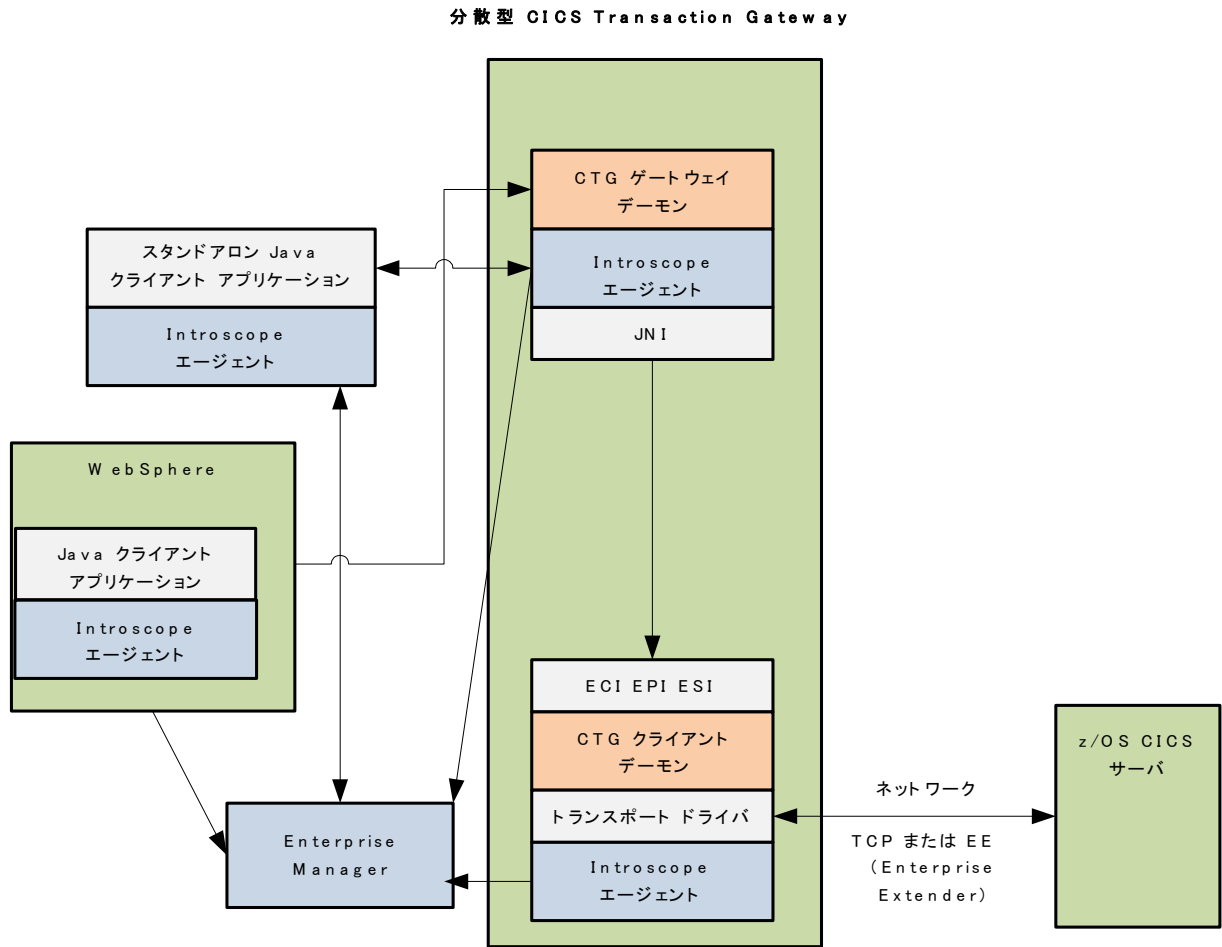 分散型 CICS Transaction Gateway
CTG ゲートウェイ
デーモン
Introscope
エージェント
JNI
スタンドアロン Java
クライアント アプリケーション
Introscope
エージェント
WebSphere
Java クライアント
アプリケーション
Introscope
エージェント
Enterprise
Manager
ECI EPI ESI
CTG クライアント
デーモン
トランスポート ドライバ
Introscope
エージェント
ネットワーク
TCP または EE
(Enterprise
Extender)
z/OS CICS
サーバ